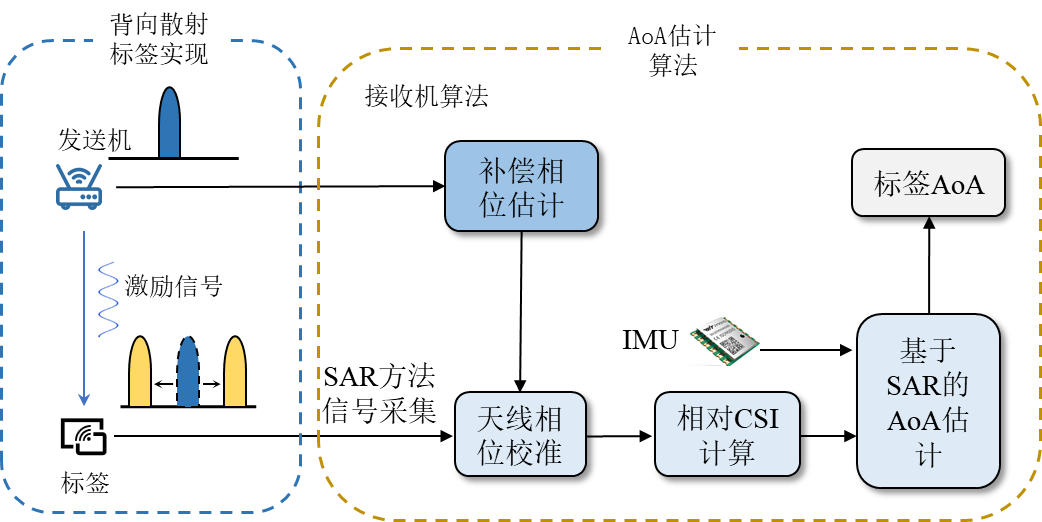 背向散射
标签实现
AoA估计
算法
接收机算法
发送机
补偿相
位估计
标签AoA
激励信号
IMU
SAR方法
信号采集
天线相
位校准
相对CSI
计算
基于
SAR的
AoA估
计
标签